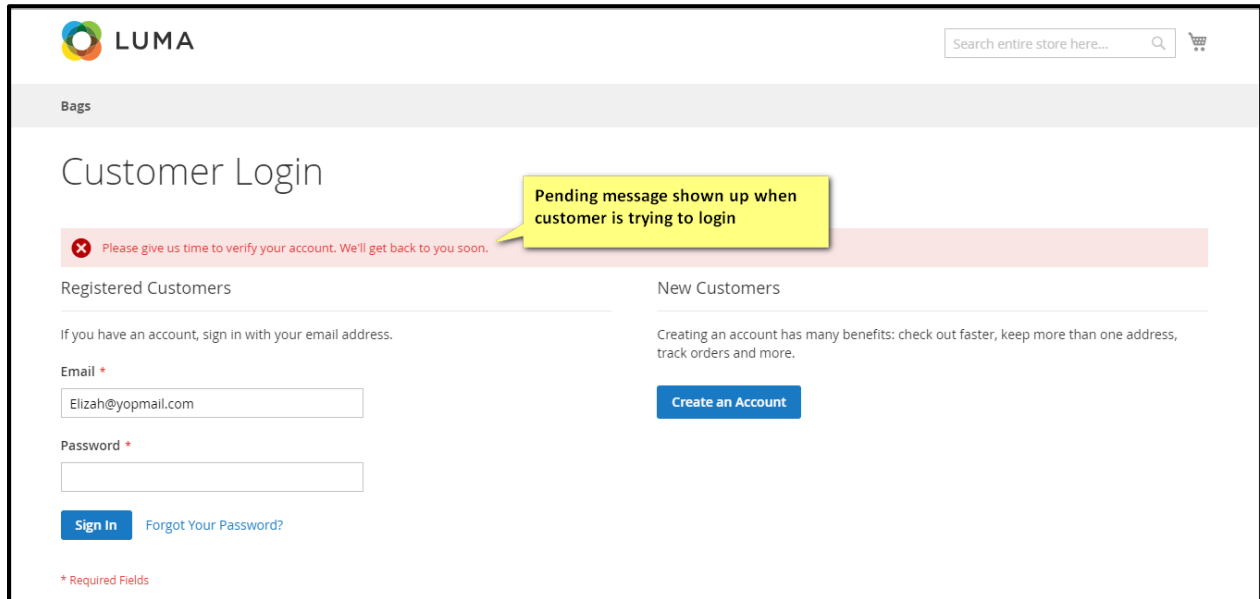 LUMA
Search entire store here...
Bags
Customer Login
Pending message shown up when
customer is trying to login
Please give us time to verify your account. We'll get back to you soon.
Registered Customers
If you have an account, sign in with your email address.
Email *
Elizah@yopmail.com
Password *
Sign In
Forgot Your Password?
* Required Fields
New Customers
Creating an account has many benefits: check out faster, keep more than one address,
track orders and more.
Create an Account